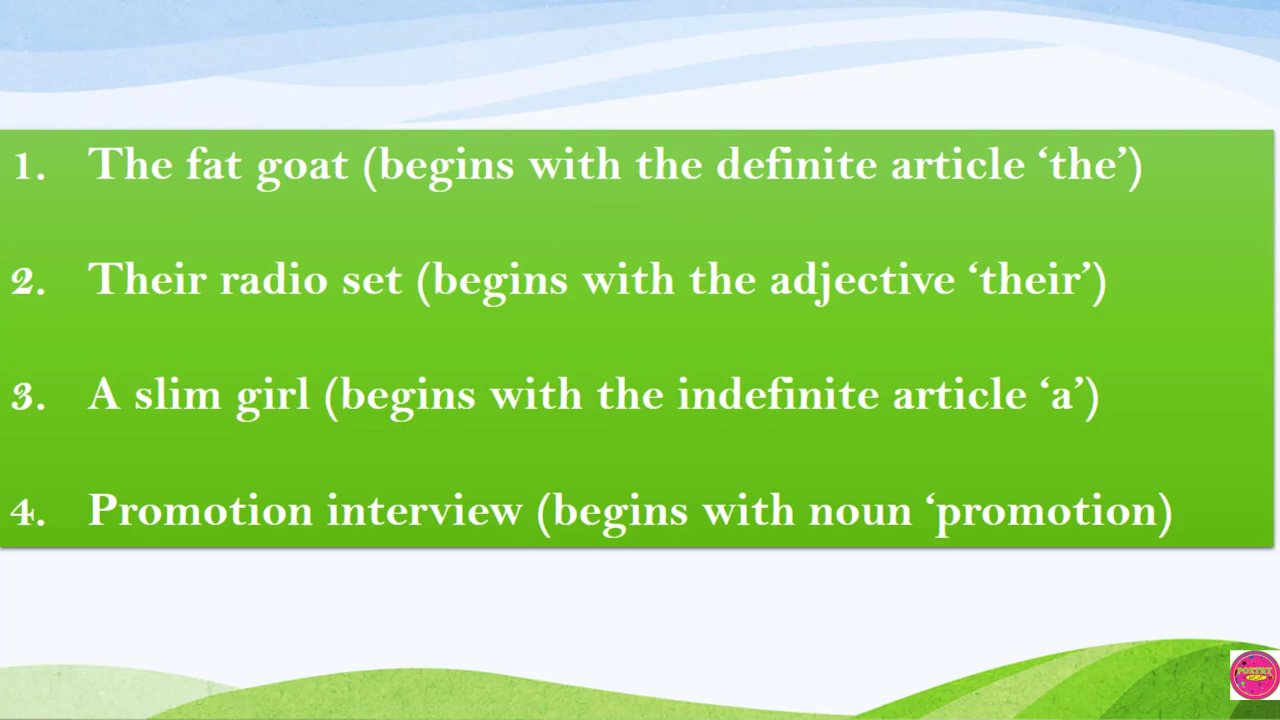 1. The fat goat (begins with the definite article ‘the’)
2. Their radio set (begins with the adjective ‘their’)
3. A slim girl (begins with the indefinite article ‘a’)
4. Promotion interview (begins with noun ‘promotion)
POETRY